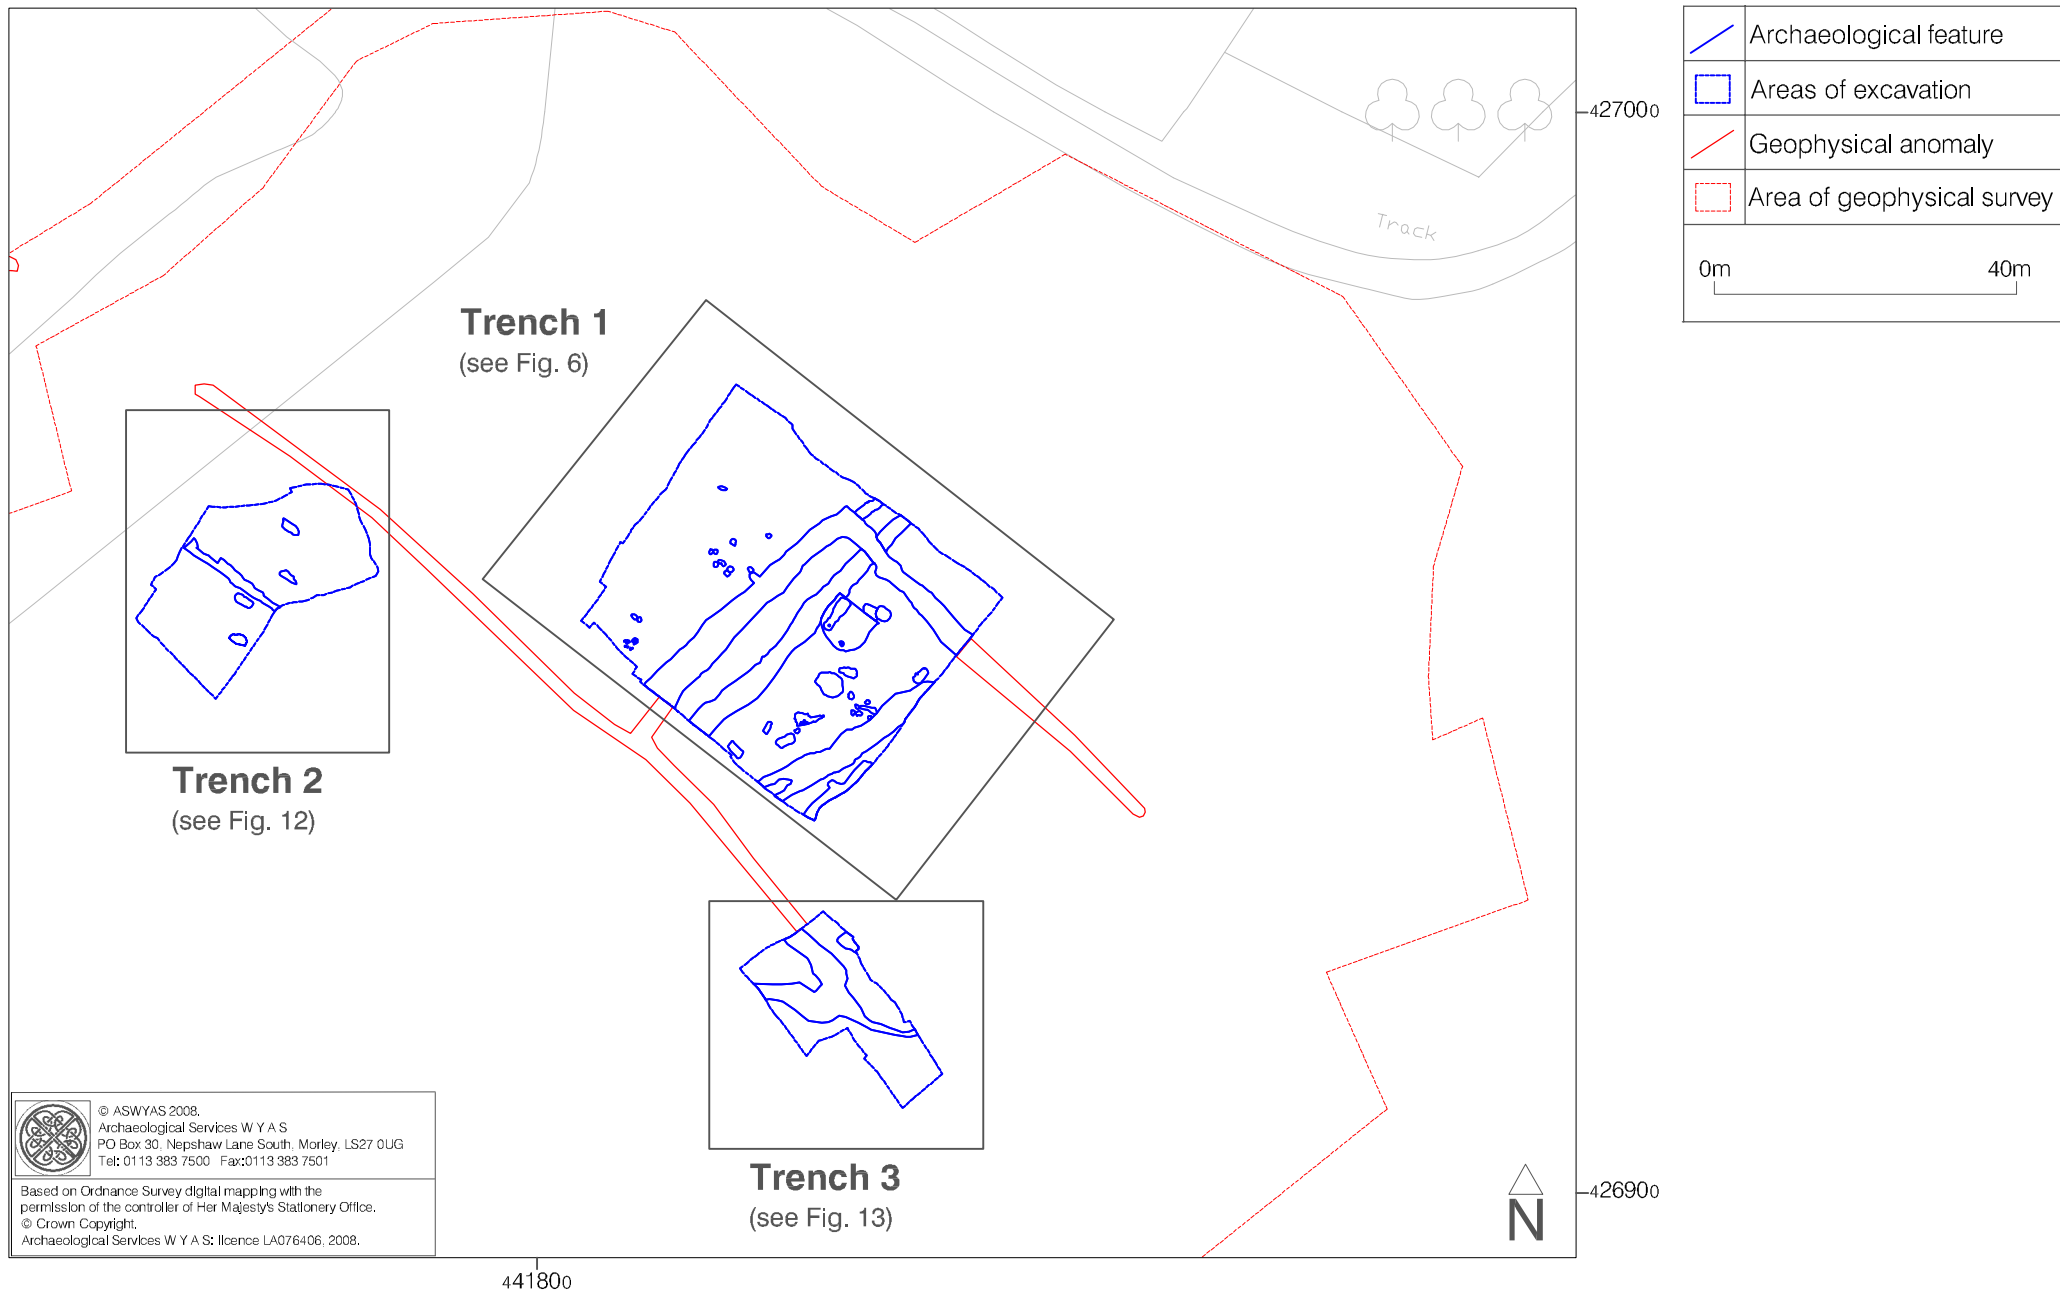 Archaeological feature
Areas of excavation
Geophysical anomaly
Area of geophysical survey
0m 40m
427000
Track
Trench 1
(see Fig. 6)
Trench 2
(see Fig. 12)
Trench 3
(see Fig. 13)
426900
N
© ASWYAS 2008.
Archaeological Services W Y A S
PO Box 30, Nepshaw Lane South, Morley, LS27 0UG
Tel: 0113 383 7500 Fax:0113 383 7501
Based on Ordnance Survey digital mapping with the
permission of the controller of Her Majesty's Stationery Office.
© Crown Copyright.
Archaeological Services W Y A S: licence LA076406, 2008.
441800